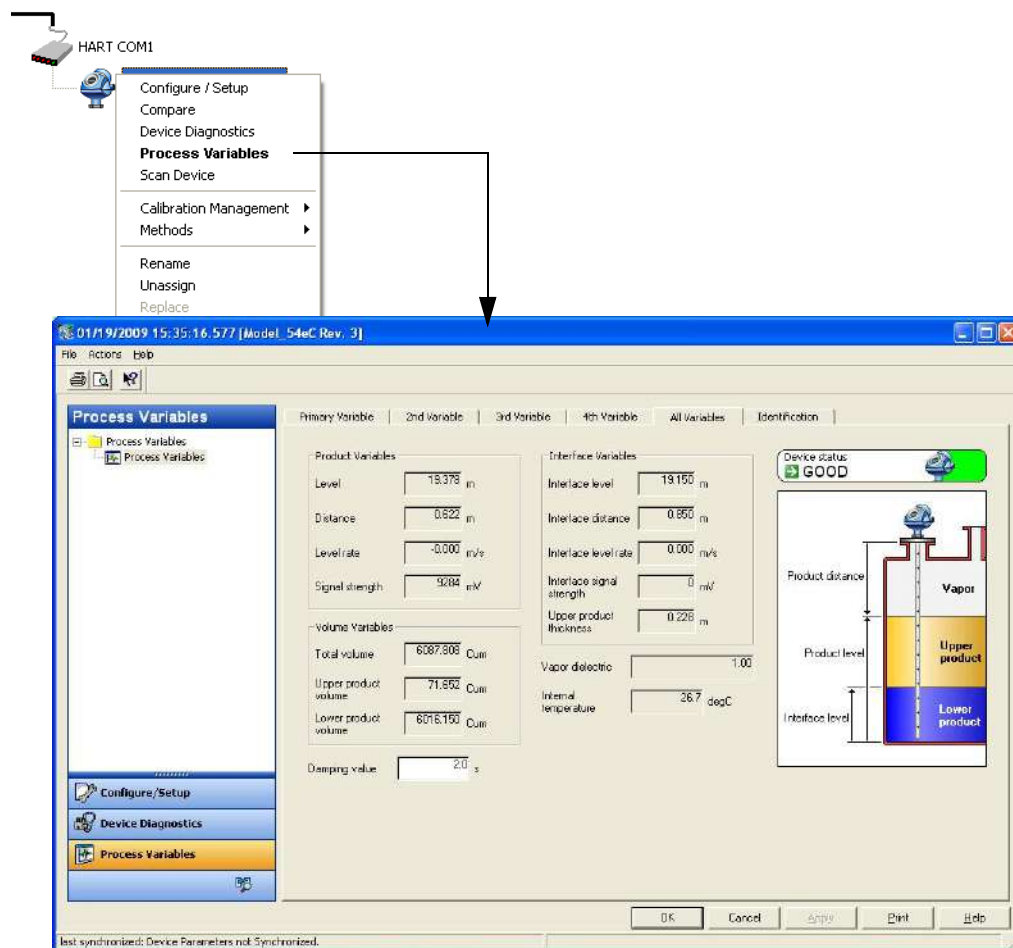 HART COM1
Configure / Setup
Compare
Device Diagnostics
Process Variables
Scan Device
Calibration Management
Methods
Rename
Unassign
Replace
01/19/2009 15:35:16.577 [Model_54eC Rev. 3]
File Actions Help
Process Variables
Process Variables
Process Variables
Configure/Setup
Device Diagnostics
Process Variables
Primary Variable 2nd Variable 3rd Variable 4th Variable All Variables Identification
Product Variables
Level 19.378 m
Distance 0.622 m
Level rate -0.000 m/s
Signal strength 9284 mV
Volume Variables
Total volume 6087.808 Cum
Upper product volume 71.652 Cum
Lower product volume 6016.150 Cum
Damping value 2.0 s
Interface Variables
Interface level 19.150 m
Interface distance 0.850 m
Interface level rate 0.000 m/s
Interface signal strength 0 mV
Upper product thickness 0.228 m
Vapor dielectric 1.00
Internal temperature 26.7 degC
Device status
GOOD
Product distance
Vapor
Product level
Upper product
Interface level
Lower product
OK Cancel Apply Print Help
last synchronized: Device Parameters not Synchronized.